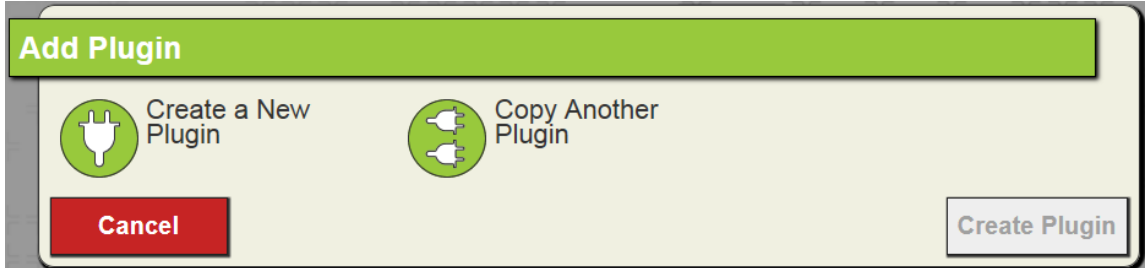 Add Plugin
Create a New
Plugin
Copy Another
Plugin
Cancel
Create Plugin